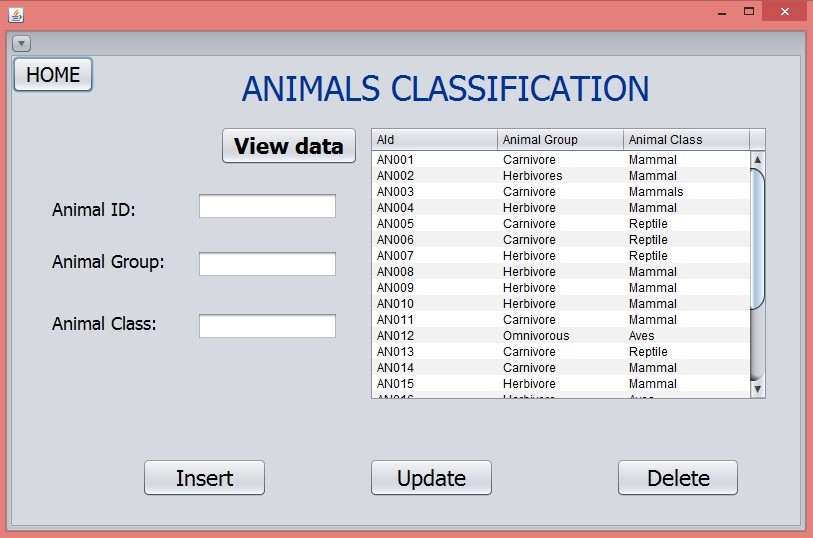 HOME
ANIMALS CLASSIFICATION
View data
AId Animal Group Animal Class
AN001 Carnivore Mammal
AN002 Herbivores Mammal
AN003 Carnivore Mammals
AN004 Herbivore Mammal
AN005 Carnivore Reptile
AN006 Carnivore Reptile
AN007 Herbivore Reptile
AN008 Herbivore Mammal
AN009 Herbivore Mammal
AN010 Herbivore Mammal
AN011 Carnivore Mammal
AN012 Omnivorous Aves
AN013 Carnivore Reptile
AN014 Carnivore Mammal
AN015 Herbivore Mammal
AN016 Herbivore Aves
Animal ID:
Animal Group:
Animal Class:
Insert Update Delete